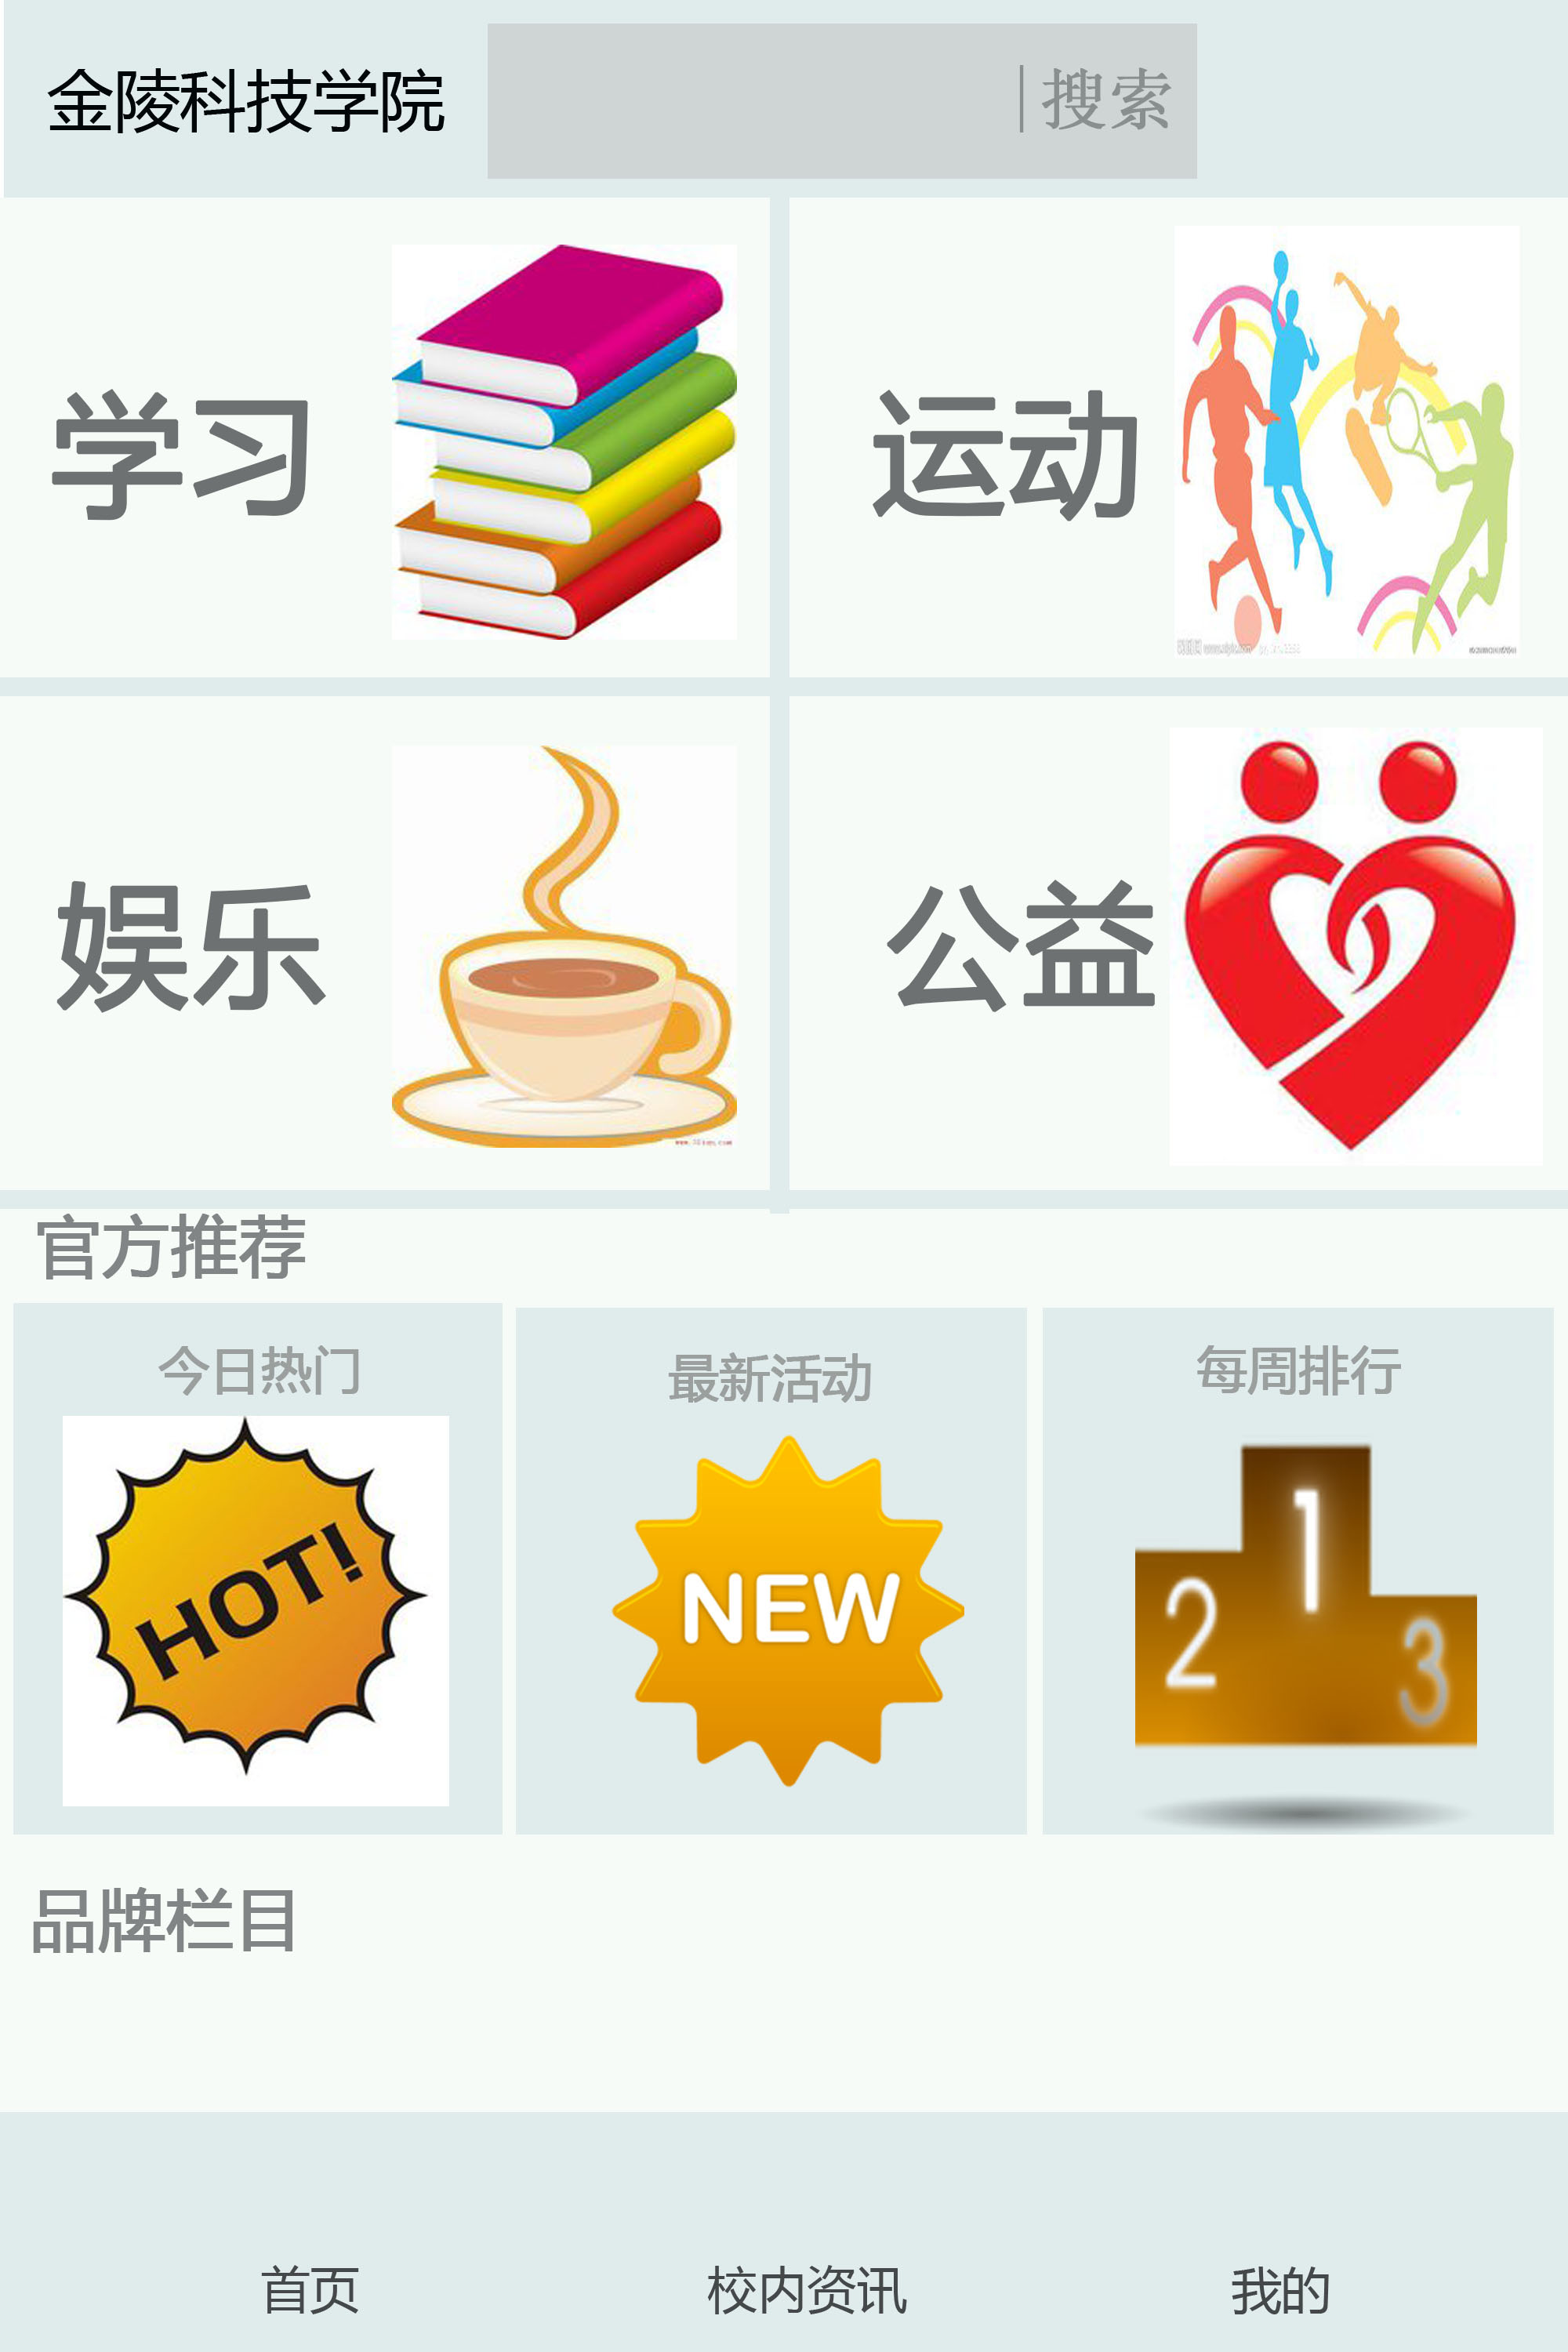 金陵科技学院
|搜索
学习
运动
娱乐
公益
官方推荐
今日热门
最新活动
每周排行
HOT!
NEW
1
2
3
品牌栏目
首页
校内资讯
我的